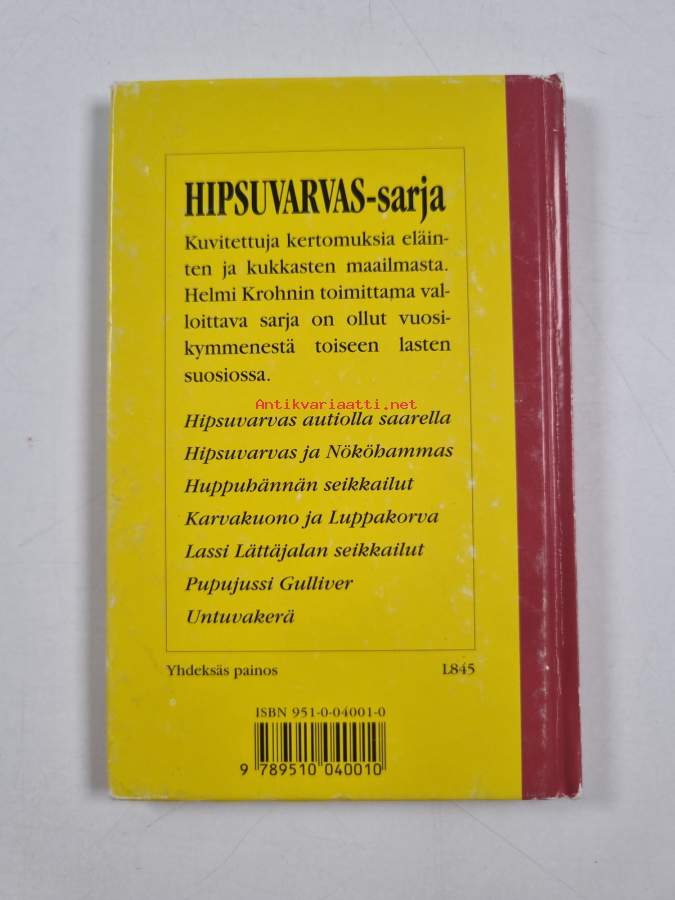 HIPSUVARVAS-sarja
Kuvitettuja kertomuksia eläin-
ten ja kukkasten maailmasta.
Helmi Krohnin toimittama val-
loittava sarja on ollut vuosi-
kymmenestä toiseen lasten
suosiossa.
Antikvariaatti.net
Hipsuvarvas autiolla saarella
Hipsuvarvas ja Nököhammas
Huppuhännän seikkailut
Karvakuono ja Luppakorva
Lassi Lättäjalan seikkailut
Pupujussi Gulliver
Untuvakerä
Yhdeksäs painos L845
ISBN 951-0-04001-0
9 789510 040010